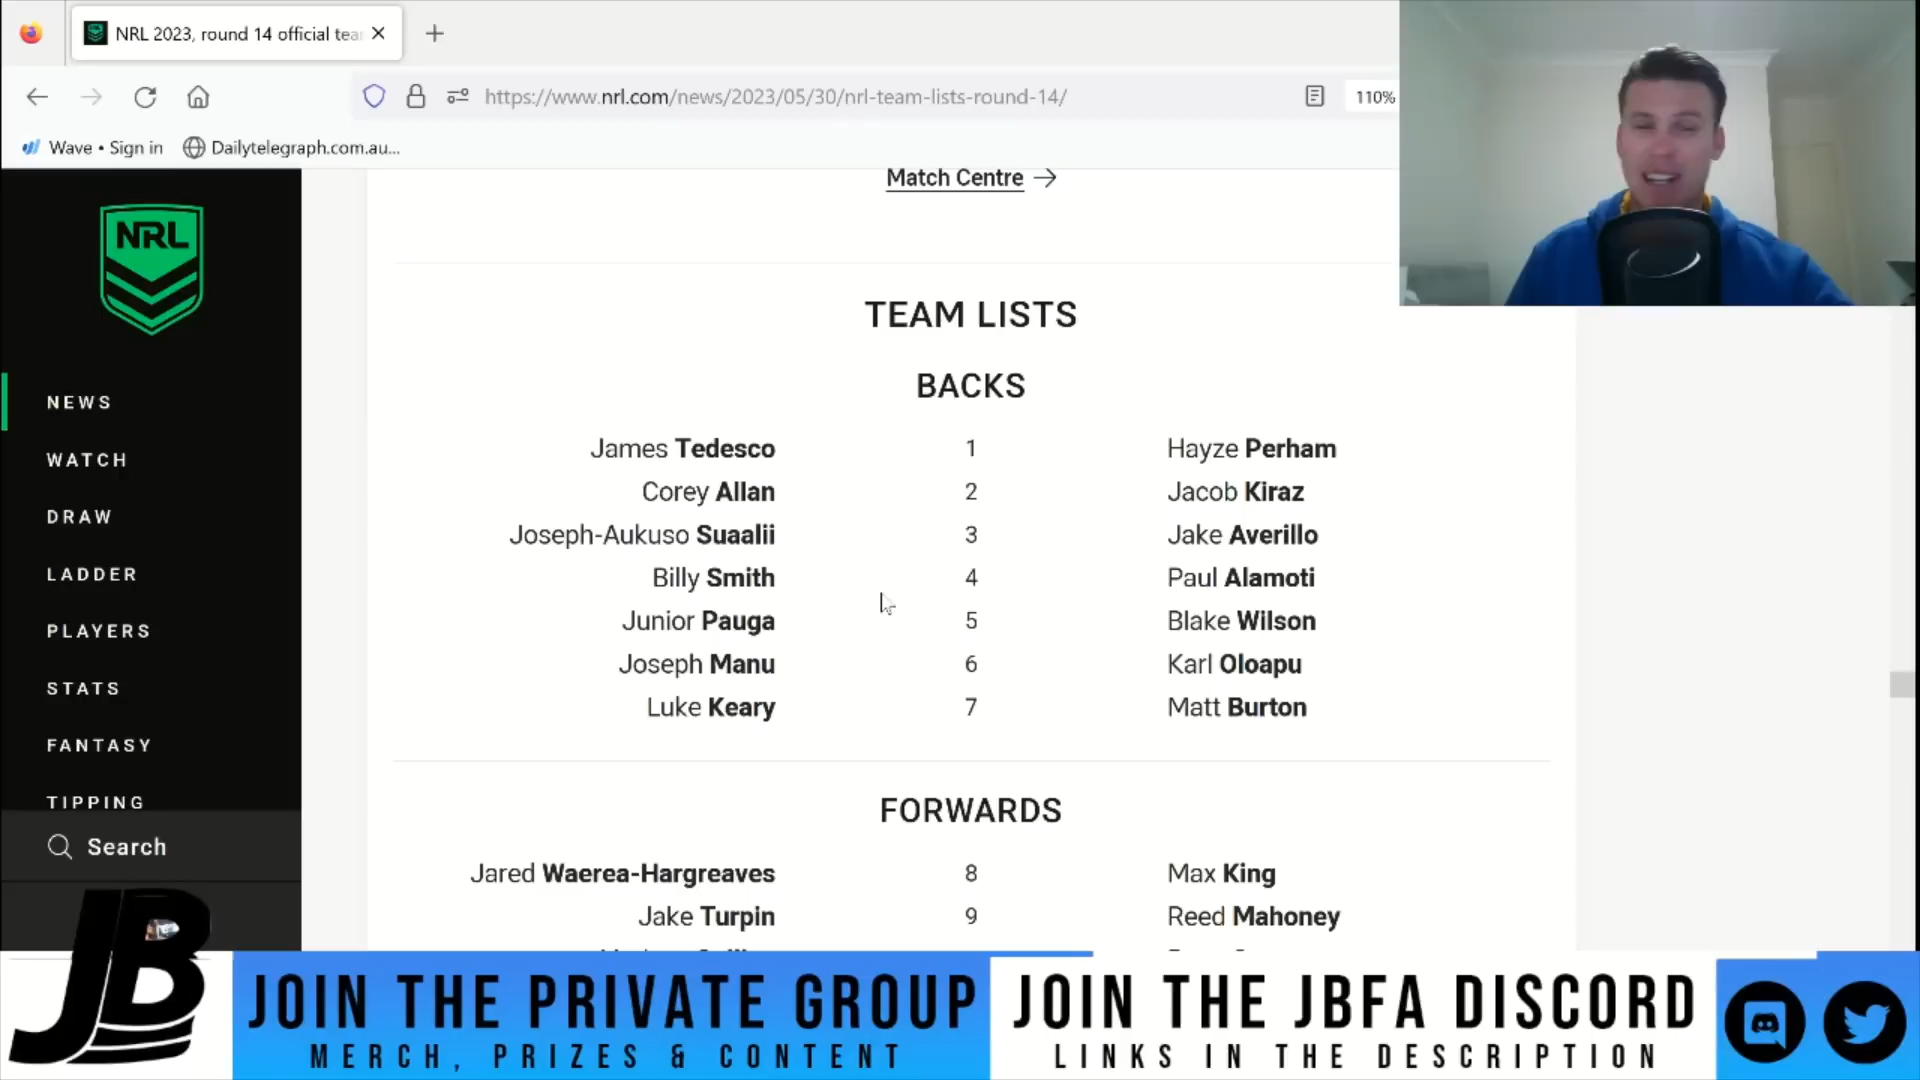 NRL 2023, round 14 official tea
https://www.nrl.com/news/2023/05/30/nrl-team-lists-round-14/
110%
Wave • Sign in
Dailytelegraph.com.au...
NRL
NEWS
WATCH
DRAW
LADDER
PLAYERS
STATS
FANTASY
TIPPING
Search
Match Centre
TEAM LISTS
BACKS
James Tedesco 1 Hayze Perham
Corey Allan 2 Jacob Kiraz
Joseph-Aukuso Suaalii 3 Jake Averillo
Billy Smith 4 Paul Alamoti
Junior Pauga 5 Blake Wilson
Joseph Manu 6 Karl Oloapu
Luke Keary 7 Matt Burton
FORWARDS
Jared Waerea-Hargreaves 8 Max King
Jake Turpin 9 Reed Mahoney
JB
JOIN THE PRIVATE GROUP
MERCH, PRIZES & CONTENT
JOIN THE JBFA DISCORD
LINKS IN THE DESCRIPTION